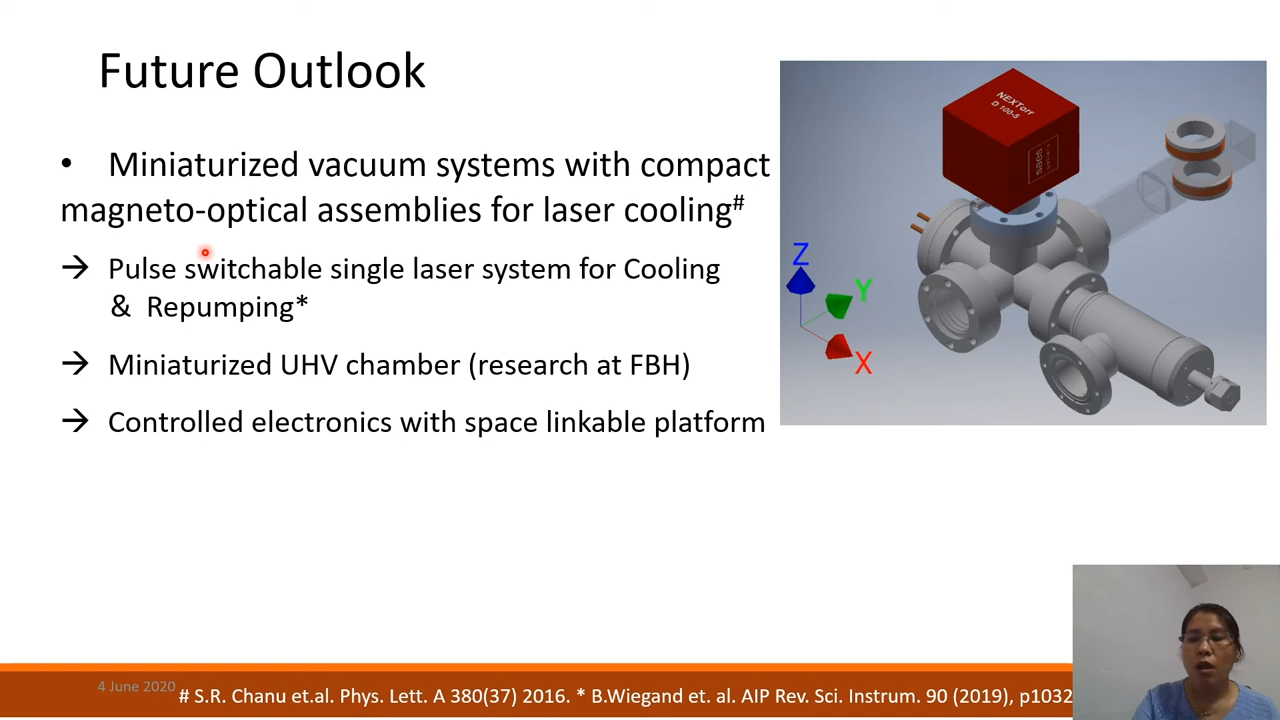 Future Outlook
• Miniaturized vacuum systems with compact
magneto-optical assemblies for laser cooling#
→ Pulse switchable single laser system for Cooling
& Repumping*
→ Miniaturized UHV chamber (research at FBH)
→ Controlled electronics with space linkable platform
NEXTorr
D 100-5
saes
Z
Y
X
4 June 2020
# S.R. Chanu et.al. Phys. Lett. A 380(37) 2016. * B.Wiegand et. al. AIP Rev. Sci. Instrum. 90 (2019), p1032